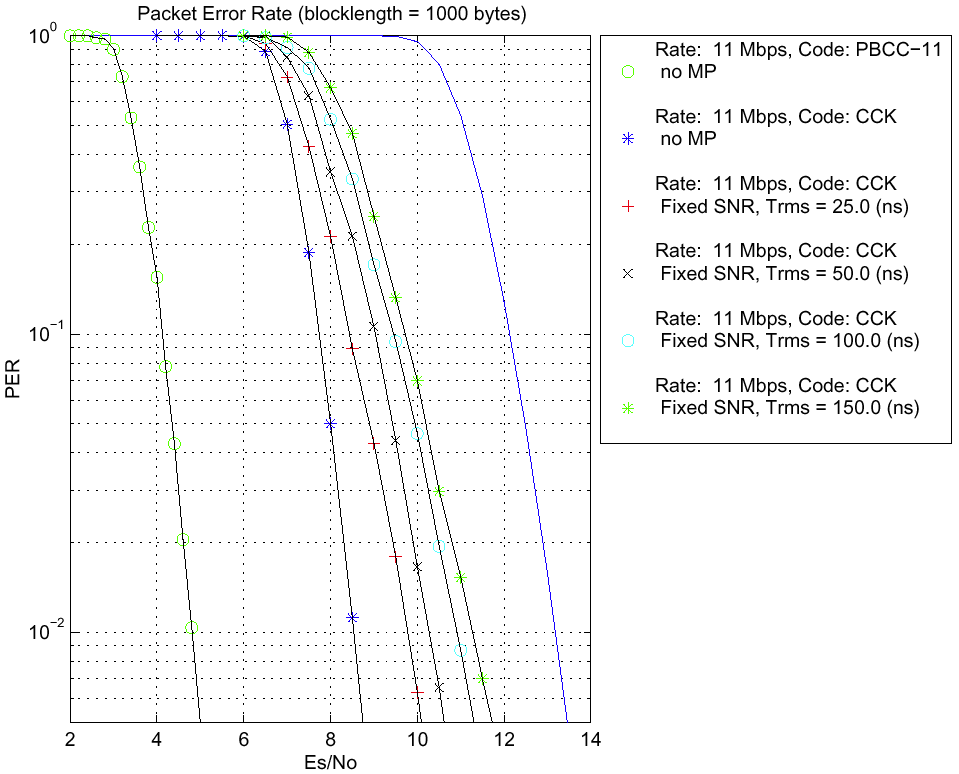 Packet Error Rate (blocklength = 1000 bytes)
10^0
10^−1
10^−2
PER
2 4 6 8 10 12 14
Es/No
Rate: 11 Mbps, Code: PBCC−11
no MP
Rate: 11 Mbps, Code: CCK
no MP
Rate: 11 Mbps, Code: CCK
Fixed SNR, Trms = 25.0 (ns)
Rate: 11 Mbps, Code: CCK
Fixed SNR, Trms = 50.0 (ns)
Rate: 11 Mbps, Code: CCK
Fixed SNR, Trms = 100.0 (ns)
Rate: 11 Mbps, Code: CCK
Fixed SNR, Trms = 150.0 (ns)